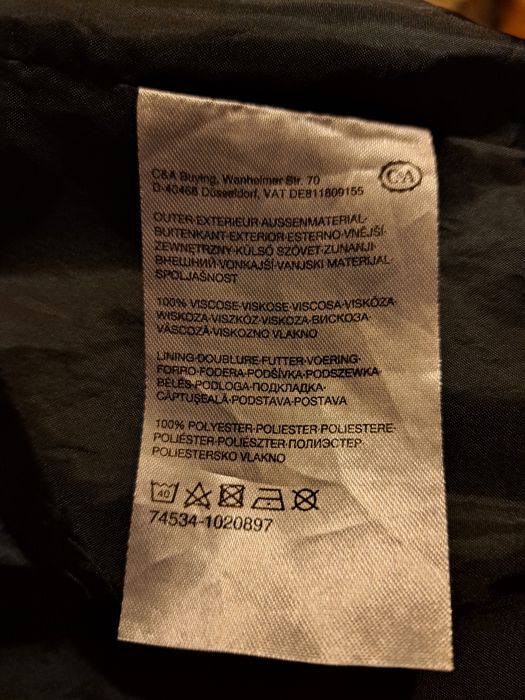 C&A Buying, Wanheimer Str. 70
D-40468 Düsseldorf, VAT DE811809155
C&A
OUTER·EXTERIEUR·AUSSENMATERIAL·
BUITENKANT·EXTERIOR·ESTERNO·VNĚJŠÍ·
ZEWNĘTRZNY·KÜLSŐ SZÖVET·ZUNANJI·
ВНЕШНИЙ·VONKAJŠÍ·VANJSKI MATERIJAL·
SPOLJAŠNOST
100% VISCOSE·VISKOSE·VISCOSA·VISKÓZA·
WISKOZA·VISZKÓZ·VISKOZA·ВИСКОЗА·
VÂSCOZĂ·VISKOZNO VLAKNO
LINING·DOUBLURE·FUTTER·VOERING·
FORRO·FODERA·PODŠÍVKA·PODSZEWKA·
BÉLÉS·PODLOGA·ПОДКЛАДКА·
CĂPTUŞEALĂ·PODSTAVA·POSTAVA
100% POLYESTER·POLIESTER·POLIESTERE·
POLIÉSTER·POLIÉSZTER·ПОЛИЭСТЕР·
POLIESTERSKO VLAKNO
40
74534-1020897